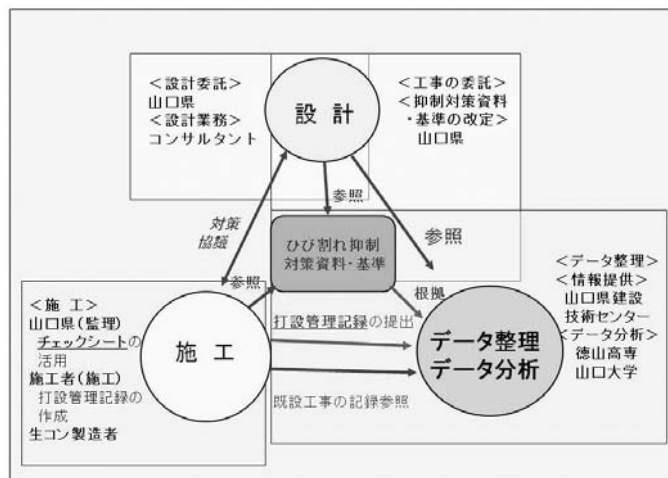 ＜設計委託＞
山口県
＜設計業務＞
コンサルタント
設 計
＜工事の委託＞
＜抑制対策資料
・基準の改定＞
山口県
対策
協議
参照
参照
ひび割れ抑制
対策資料・基準
参照
根拠
＜データ整理＞
＜情報提供＞
山口県建設
技術センター
＜データ分析＞
徳山高専
山口大学
＜施 工＞
山口県(監理)
チェックシートの
活用
施工者(施工)
打設管理記録の
作成
生コン製造者
施 工
打設管理記録の提出
データ整理
データ分析
既設工事の記録参照